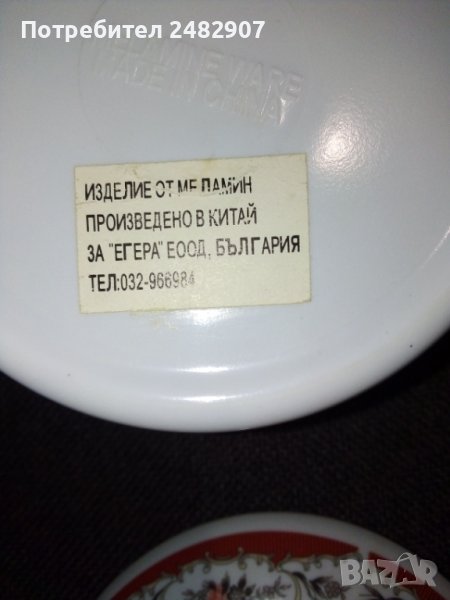 Потребител 2482907
MELAMINE WARE
MADE IN CHINA
ИЗДЕЛИЕ ОТ МЕЛАМИН
ПРОИЗВЕДЕНО В КИТАЙ
ЗА "ЕГЕРА" ЕООД, БЪЛГАРИЯ
ТЕЛ:032-966984
BAZAR